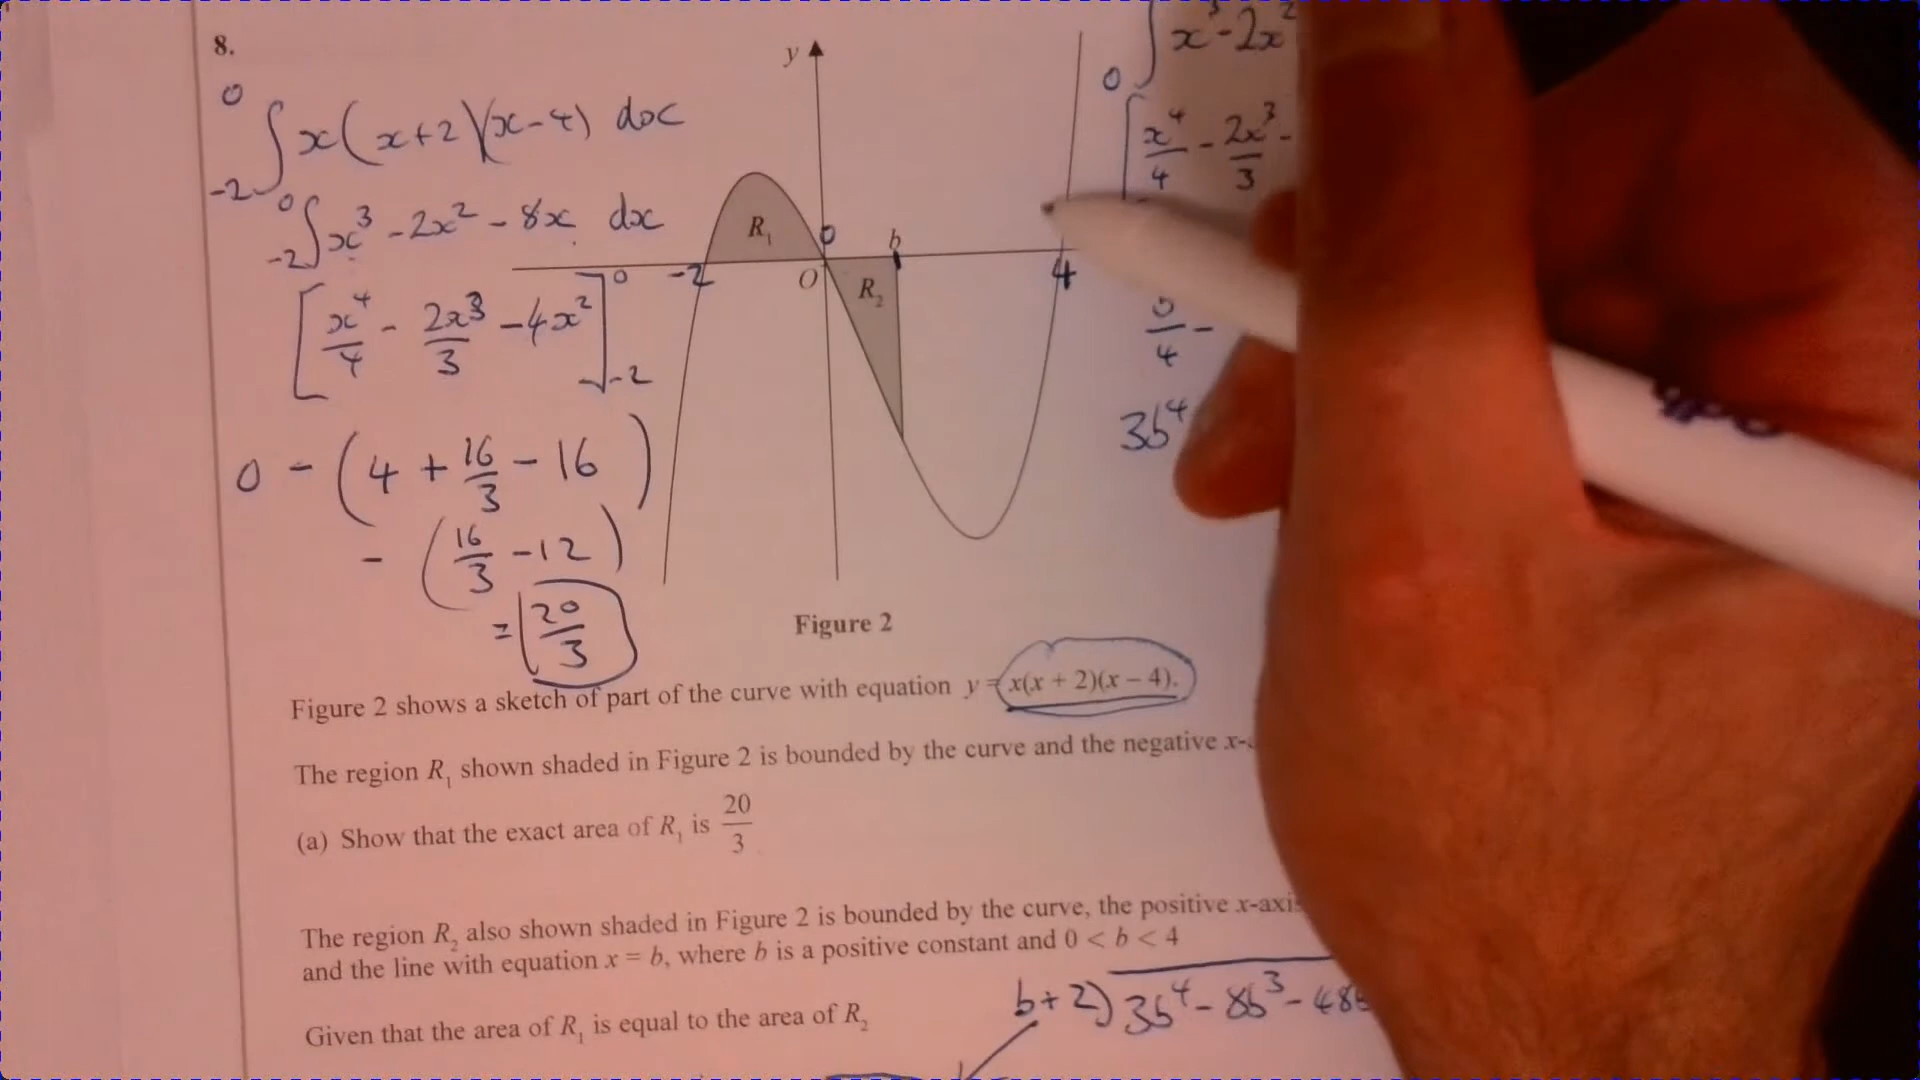 8.
0
∫ x(x+2)(x-4) dx
-2
0
∫ x³ - 2x² - 8x dx
-2
[x⁴/4 - 2x³/3 - 4x²]
0
-2
0 - (4 + 16/3 - 16)
- (16/3 - 12)
= 20/3
y
R₁
0
b
-2
O
R₂
4
∫ x³ - 2x²
0
[x⁴/4 - 2x³/3 -
3b⁴
Figure 2
Figure 2 shows a sketch of part of the curve with equation y = x(x + 2)(x – 4).
The region R₁ shown shaded in Figure 2 is bounded by the curve and the negative x-
(a) Show that the exact area of R₁ is 20/3
The region R₂ also shown shaded in Figure 2 is bounded by the curve, the positive x-axis
and the line with equation x = b, where b is a positive constant and 0 < b < 4
Given that the area of R₁ is equal to the area of R₂
b+2) 3b⁴ - 8b³ - 48